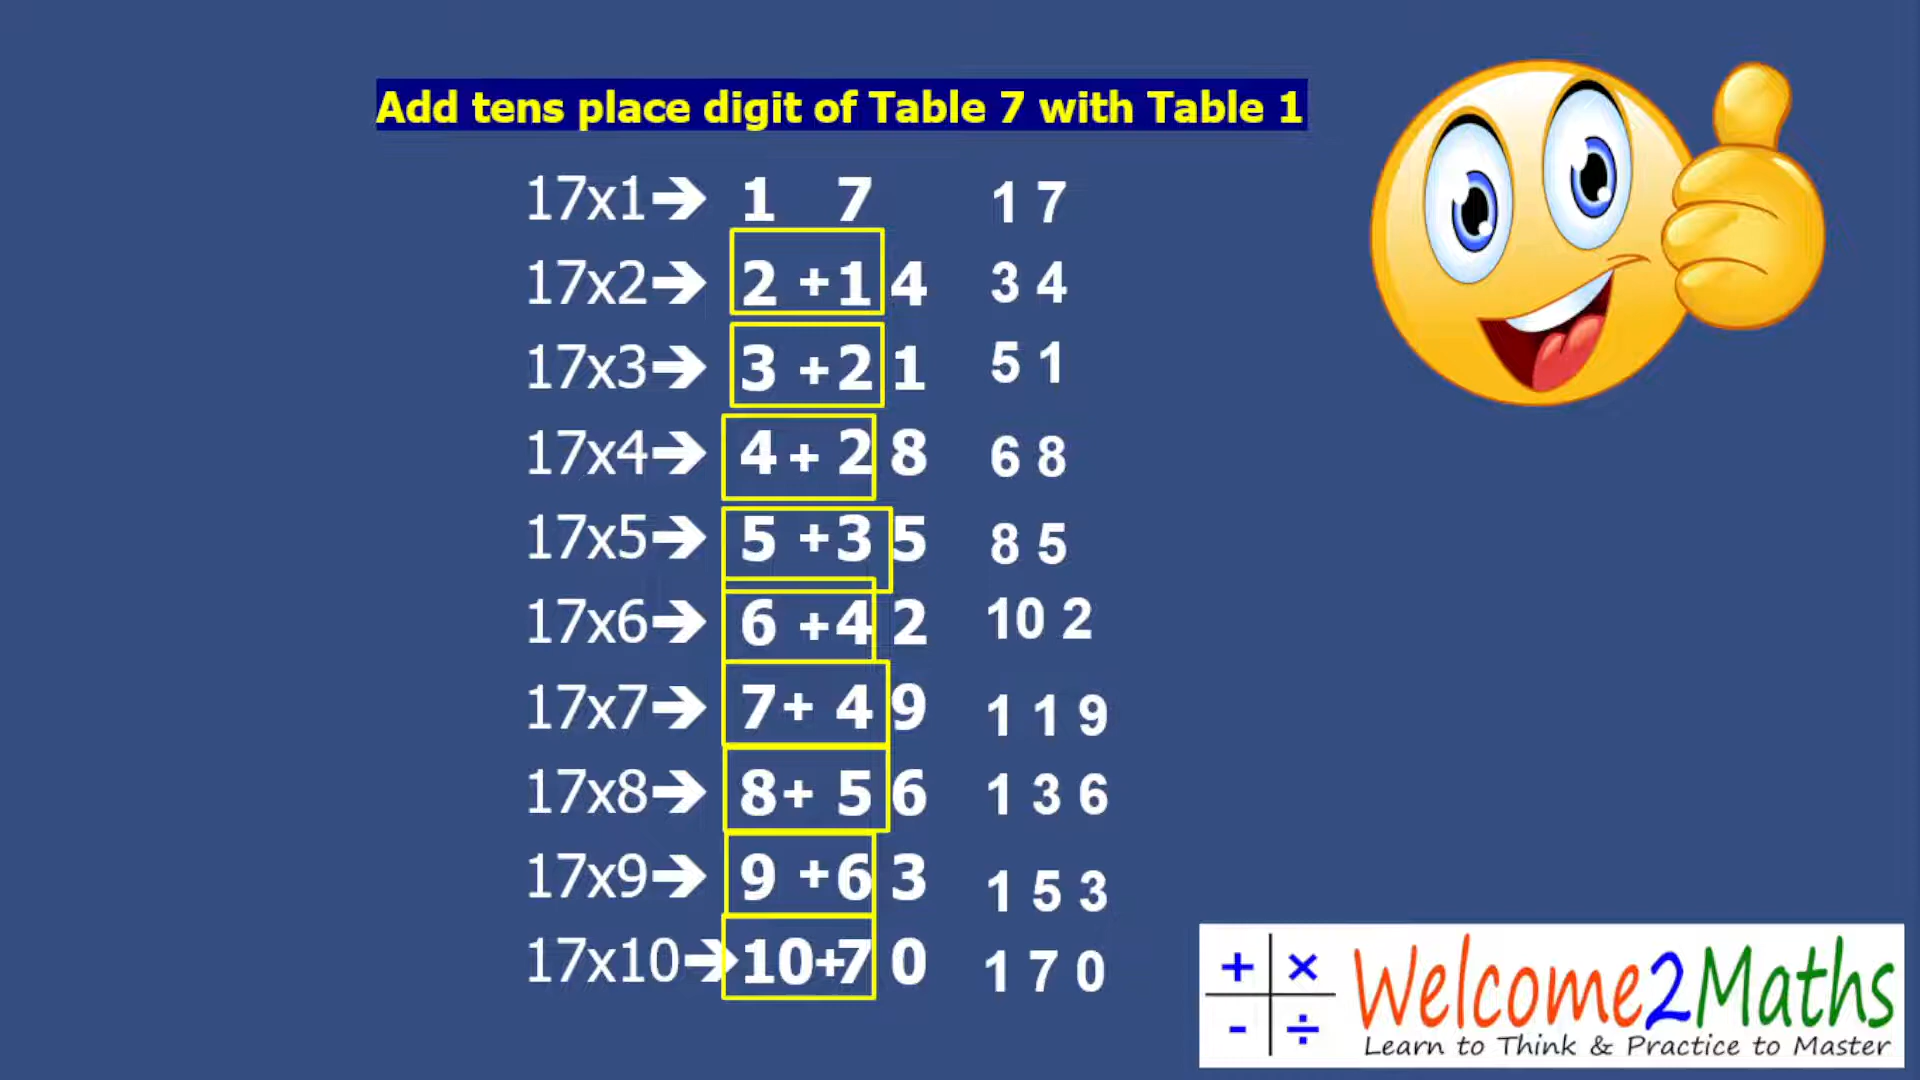 Add tens place digit of Table 7 with Table 1
17x1➔ 1 7 1 7
17x2➔ 2 +1 4 3 4
17x3➔ 3 +2 1 5 1
17x4➔ 4+ 2 8 6 8
17x5➔ 5 +3 5 8 5
17x6➔ 6 +4 2 10 2
17x7➔ 7+ 4 9 1 1 9
17x8➔ 8+ 5 6 1 3 6
17x9➔ 9 +6 3 1 5 3
17x10➔ 10+7 0 1 7 0
+ ×
- ÷
Welcome2Maths
Learn to Think & Practice to Master